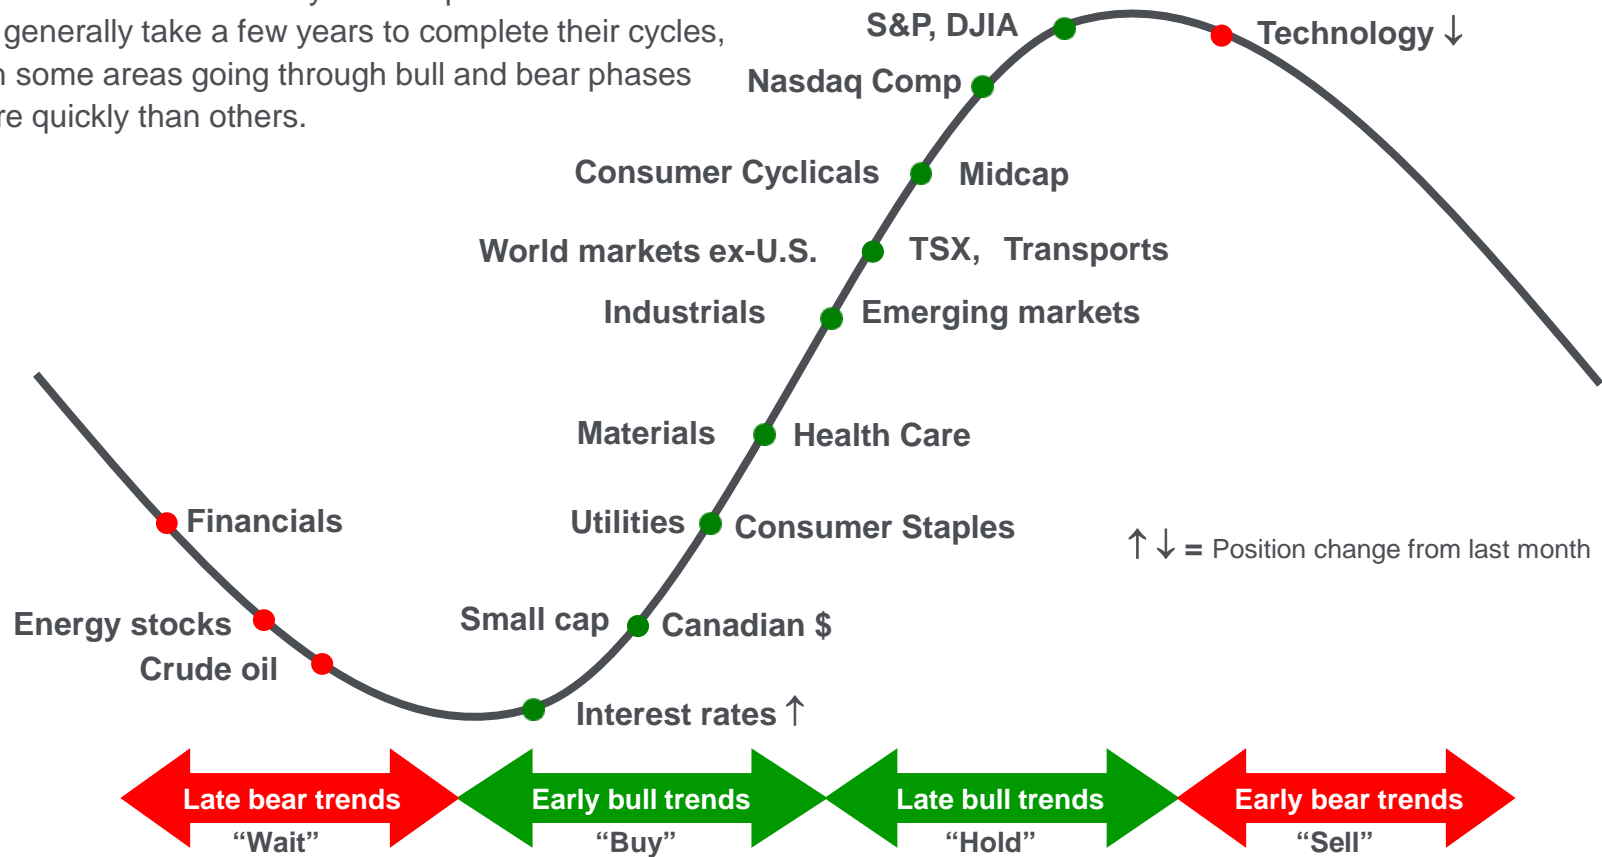 generally take a few years to complete their cycles,
some areas going through bull and bear phases
quickly than others.
S&P, DJIA
Technology ↓
Nasdaq Comp
Consumer Cyclicals
Midcap
World markets ex-U.S.
TSX, Transports
Industrials
Emerging markets
Materials
Health Care
Financials
Utilities
Consumer Staples
↑↓ = Position change from last month
Energy stocks
Small cap
Canadian $
Crude oil
Interest rates ↑
Late bear trends
Early bull trends
Late bull trends
Early bear trends
“Wait”
“Buy”
“Hold”
“Sell”